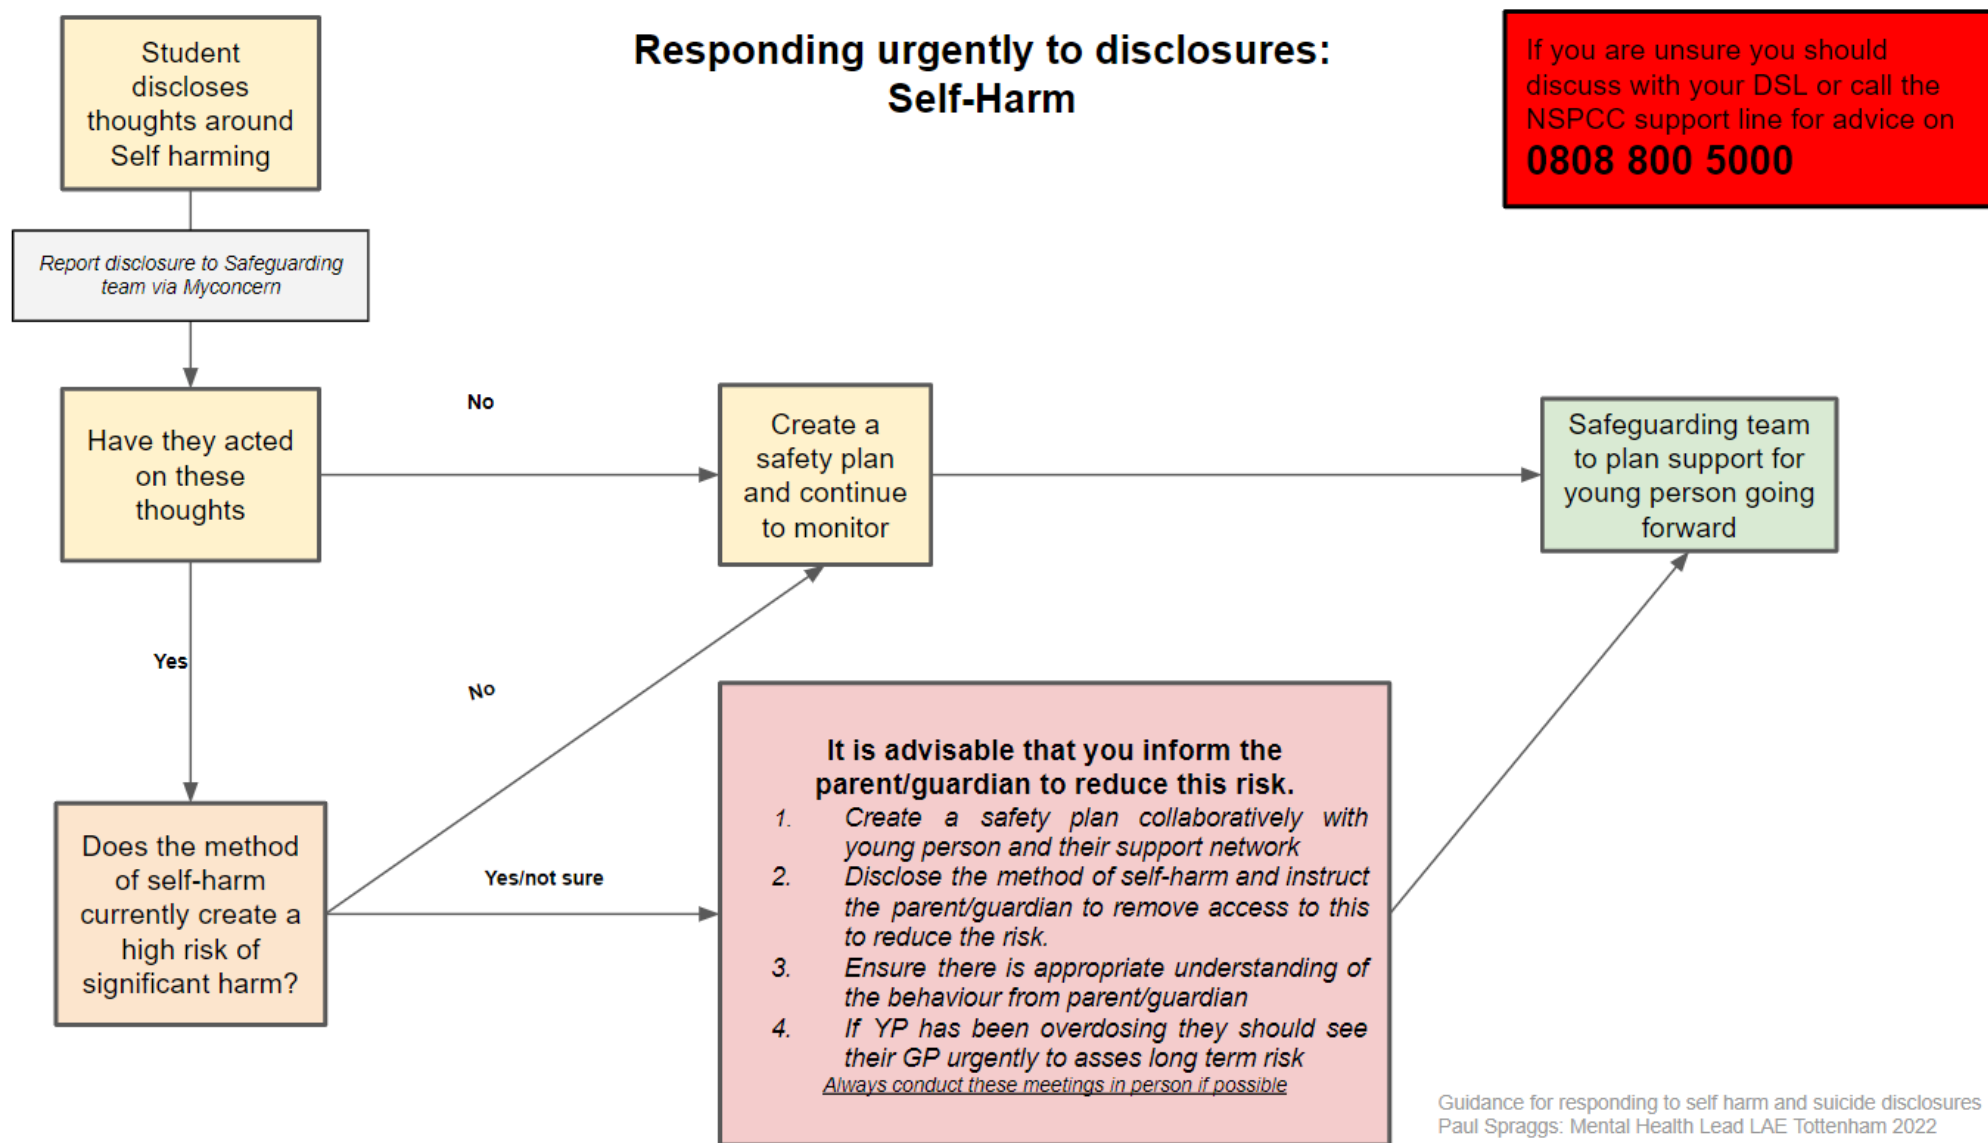 Student
discloses
thoughts around
Self harming
Responding urgently to disclosures:
Self-Harm
If you are unsure you should
discuss with your DSL or call the
NSPCC support line for advice on
0808 800 5000
Report disclosure to Safeguarding
team via Myconcern
Have they acted
on these
thoughts
No
Create a
safety plan
and continue
to monitor
Safeguarding team
to plan support for
young person going
forward
Yes
No
Does the method
of self-harm
currently create a
high risk of
significant harm?
Yes/not sure
It is advisable that you inform the
parent/guardian to reduce this risk.
1. Create a safety plan collaboratively with
young person and their support network
2. Disclose the method of self-harm and instruct
the parent/guardian to remove access to this
to reduce the risk.
3. Ensure there is appropriate understanding of
the behaviour from parent/guardian
4. If YP has been overdosing they should see
their GP urgently to asses long term risk
Always conduct these meetings in person if possible
Guidance for responding to self harm and suicide disclosures
Paul Spraggs: Mental Health Lead LAE Tottenham 2022